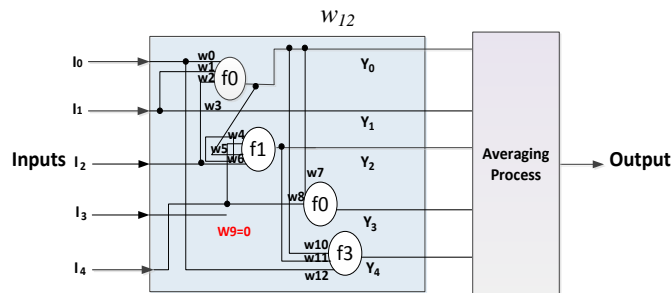 w12
I0
w0
w1
w2
f0
Y0
I1
w3
Y1
w4
w5
w6
f1
Y2
Inputs
I2
Averaging
Process
Output
w7
w8
f0
I3
W9=0
Y3
w10
w11
w12
f3
I4
Y4